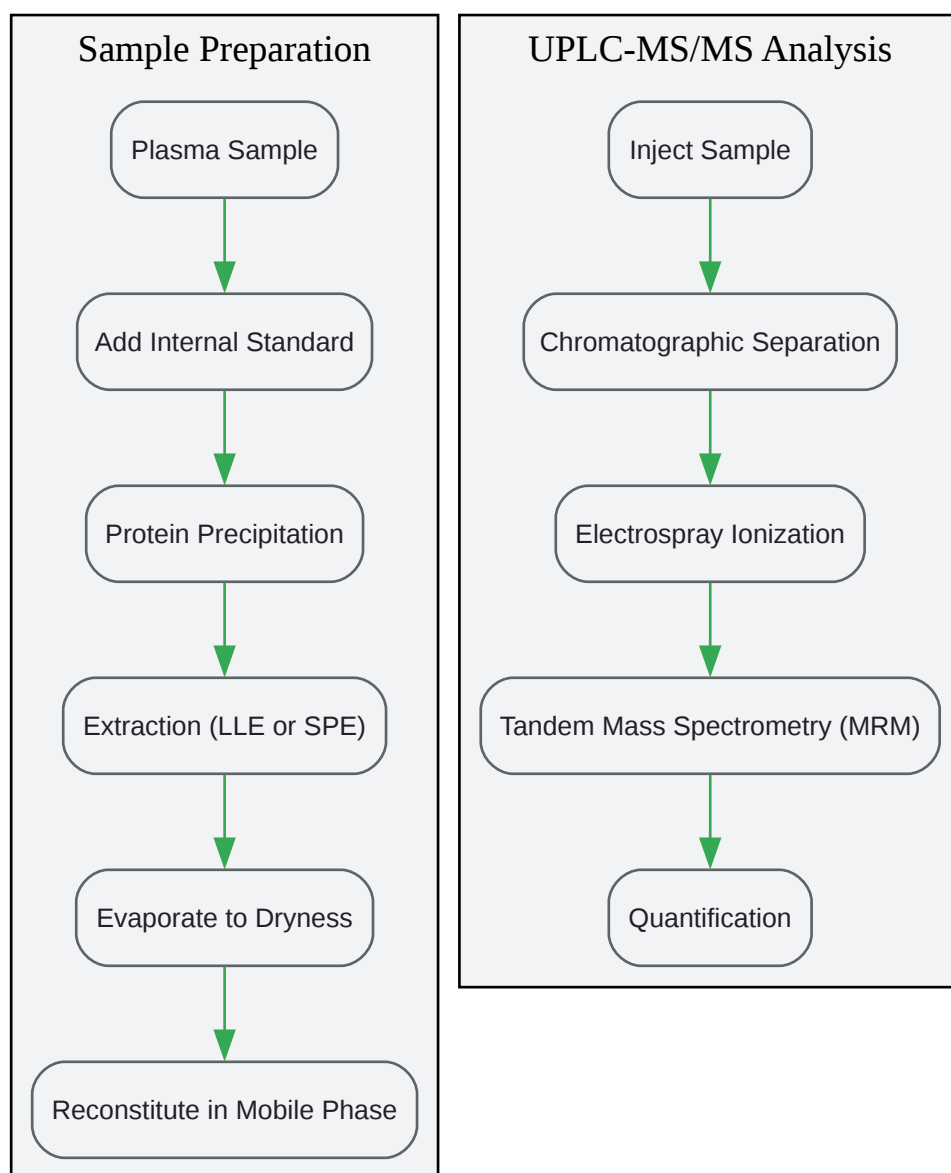 Sample Preparation
Plasma Sample
Add Internal Standard
Protein Precipitation
Extraction (LLE or SPE)
Evaporate to Dryness
Reconstitute in Mobile Phase
UPLC-MS/MS Analysis
Inject Sample
Chromatographic Separation
Electrospray Ionization
Tandem Mass Spectrometry (MRM)
Quantification